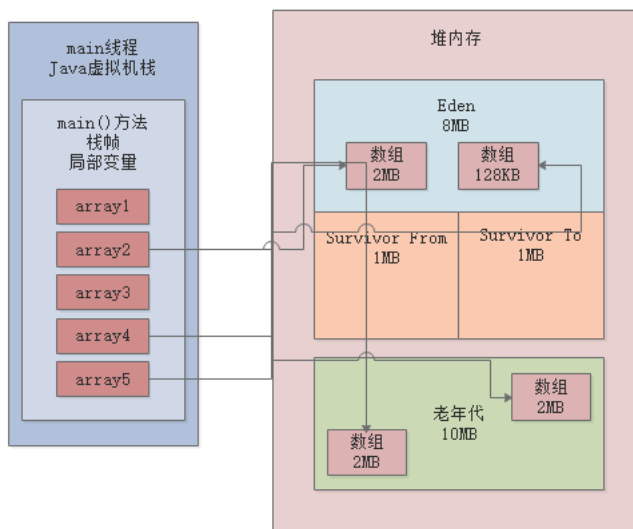 main线程
Java虚拟机栈
main()方法
栈帧
局部变量
array1
array2
array3
array4
array5
堆内存
Eden
8MB
数组
2MB
数组
128KB
Survivor From
1MB
Survivor To
1MB
老年代
10MB
数组
2MB
数组
2MB